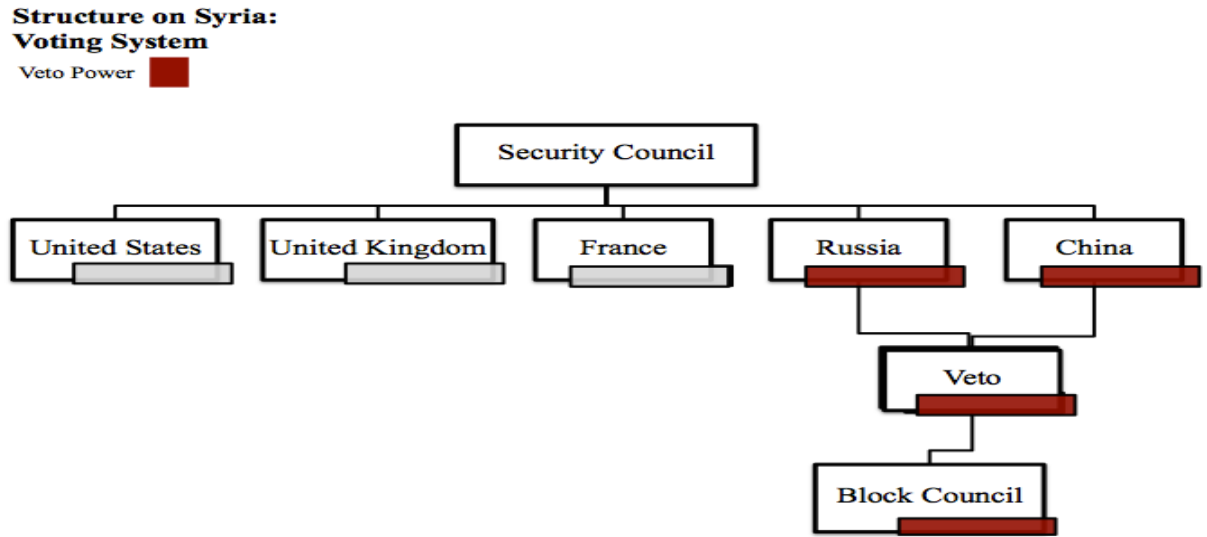 Structure on Syria:
Voting System
Veto Power
Security Council
United States
United Kingdom
France
Russia
China
Veto
Block Council